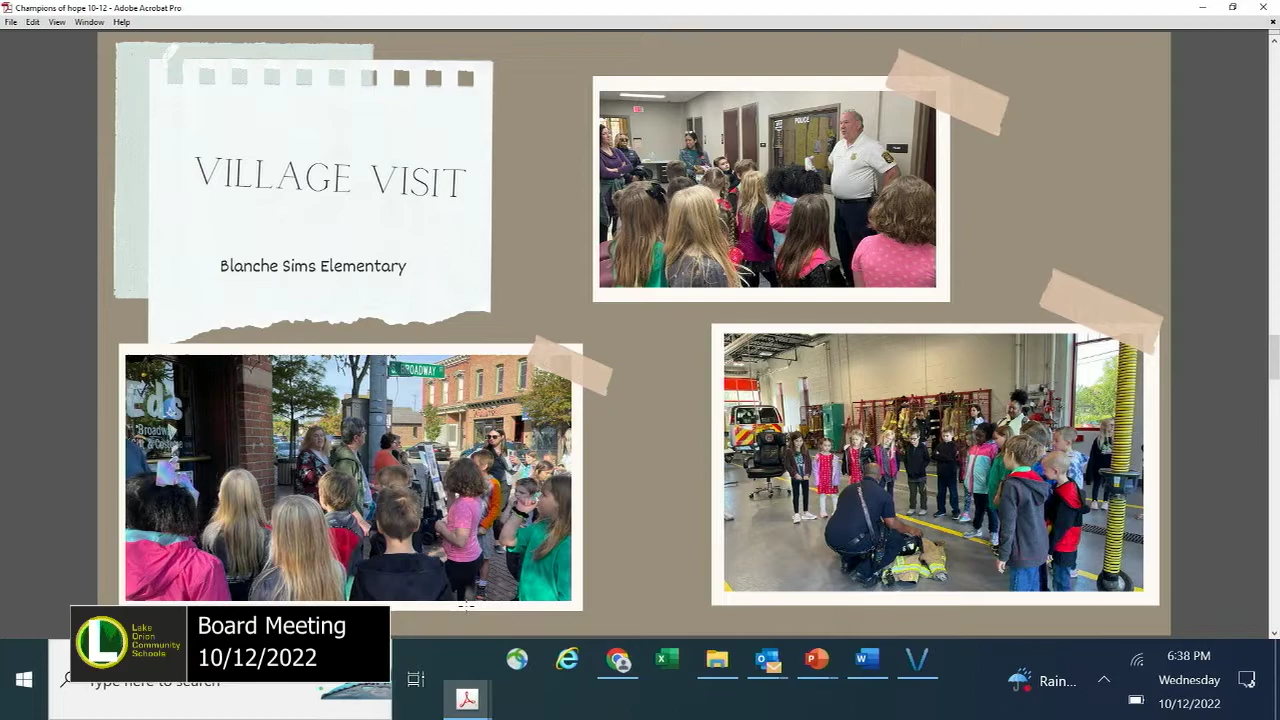 Champions of hope 10-12 - Adobe Acrobat Pro
File Edit View Window Help
VILLAGE VISIT
Blanche Sims Elementary
POLICE
eds
Broadway
BROADWAY
Lake
Orion
Community
Schools
L
Board Meeting
10/12/2022
Type here to search
Rain...
6:38 PM
Wednesday
10/12/2022